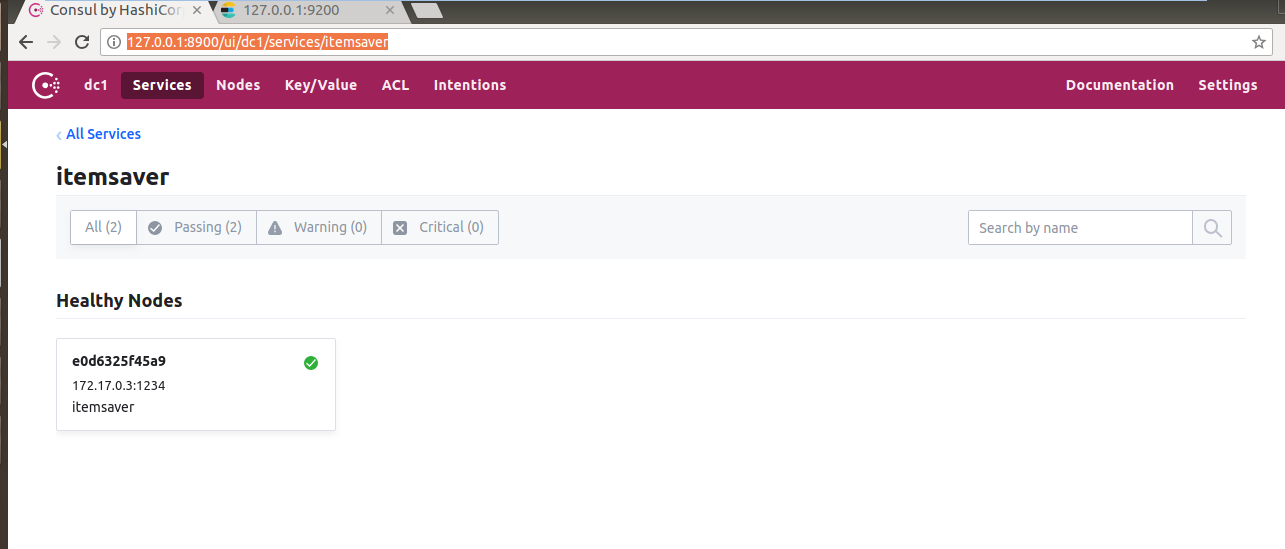 Consul by HashiCor
127.0.0.1:9200
127.0.0.1:8900/ui/dc1/services/itemsaver
dc1 Services Nodes Key/Value ACL Intentions Documentation Settings
‹ All Services
itemsaver
All (2) Passing (2) Warning (0) Critical (0) Search by name
Healthy Nodes
e0d6325f45a9
172.17.0.3:1234
itemsaver